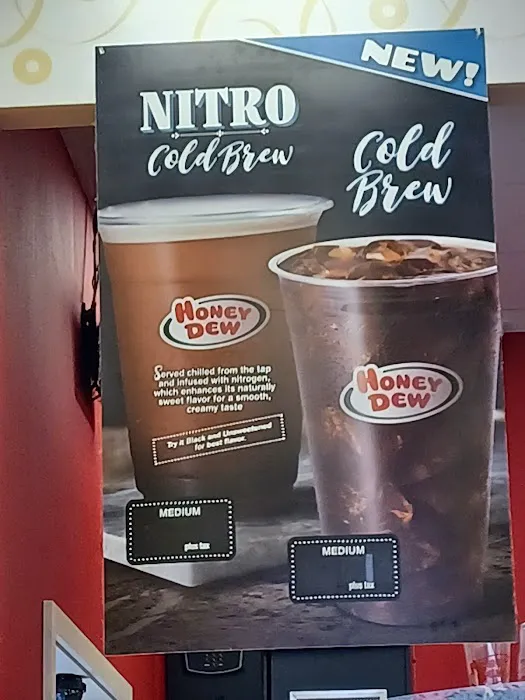 NEW!
NITRO
Cold Brew
Cold
Brew
HONEY
DEW
Served chilled from the tap
and infused with nitrogen,
which enhances its naturally
sweet flavor for a smooth,
creamy taste
Try it Black and Unsweetened
for best flavor.
HONEY
DEW
MEDIUM
plus tax
MEDIUM
plus tax